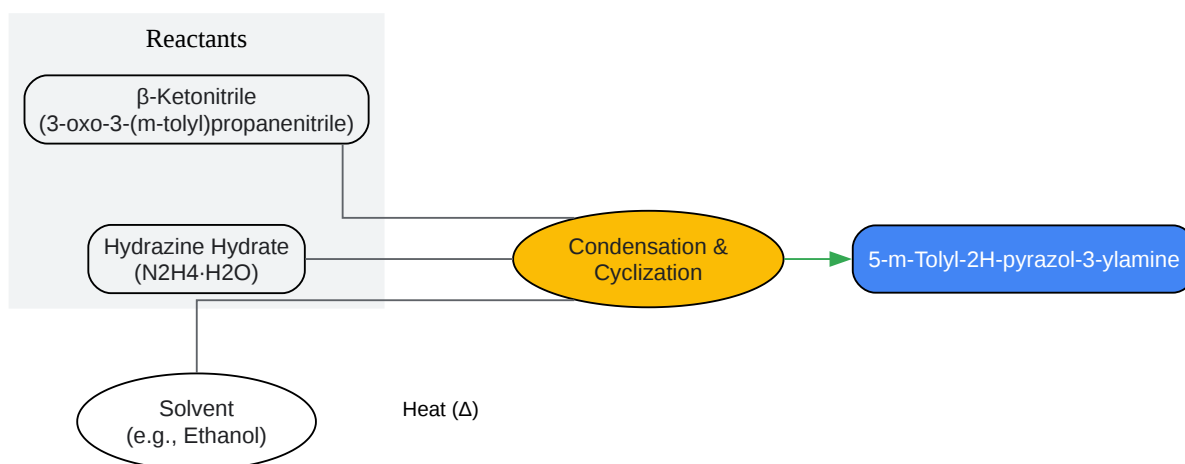 Reactants
β-Ketonitrile
(3-oxo-3-(m-tolyl)propanenitrile)
Hydrazine Hydrate
(N2H4·H2O)
Condensation &
Cyclization
5-m-Tolyl-2H-pyrazol-3-ylamine
Solvent
(e.g., Ethanol)
Heat (Δ)